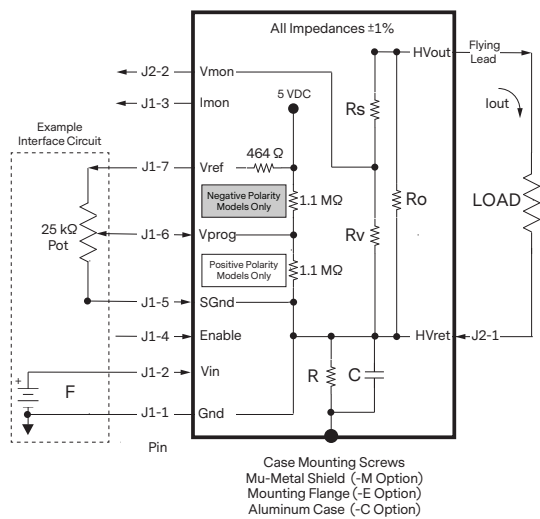 All Impedances ±1%
HVout
Flying
Lead
J2-2
Vmon
5 VDC
Rs
Iout
J1-3
Imon
Example
Interface Circuit
464 Ω
J1-7
Vref
Negative Polarity
Models Only
1.1 MΩ
Ro
LOAD
25 kΩ
Pot
J1-6
Vprog
Rv
Positive Polarity
Models Only
1.1 MΩ
J1-5
SGnd
J1-4
Enable
HVret
J2-1
J1-2
Vin
R
C
+
F
J1-1
Gnd
Pin
Case Mounting Screws
Mu-Metal Shield (-M Option)
Mounting Flange (-E Option)
Aluminum Case (-C Option)